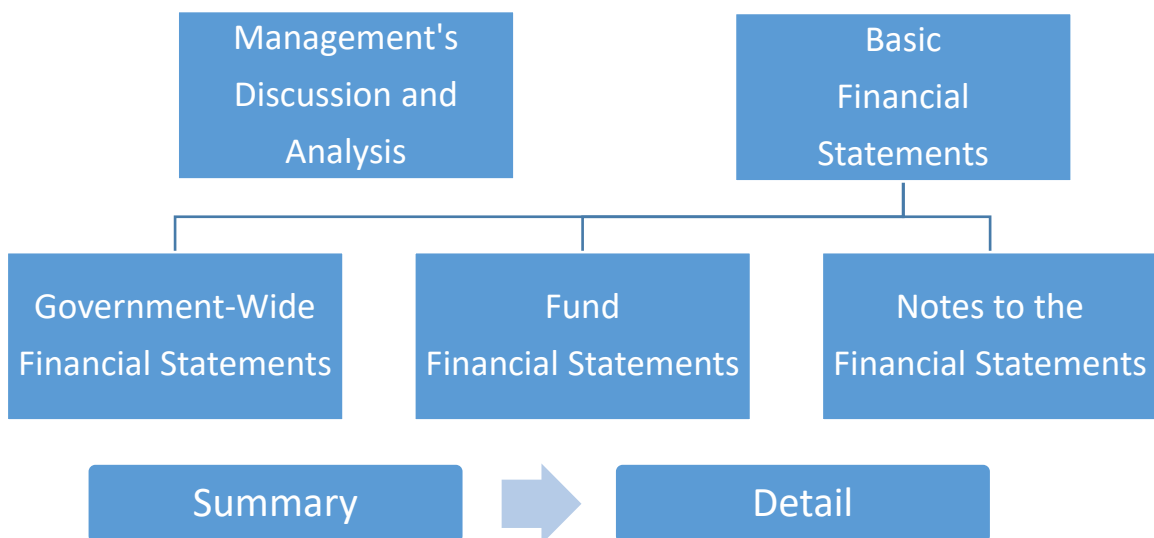 Management's
Discussion and
Analysis
Basic
Financial
Statements
Government-Wide
Financial Statements
Fund
Financial Statements
Notes to the
Financial Statements
Summary
Detail